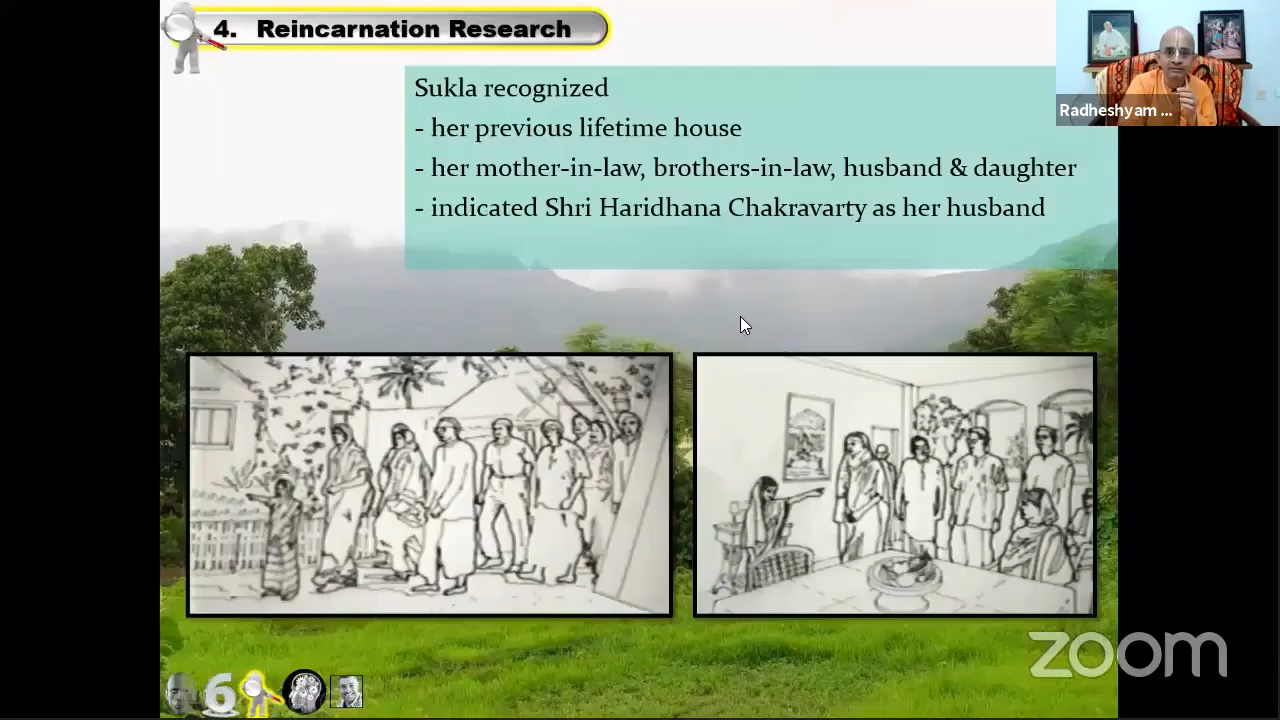 4. Reincarnation Research
Sukla recognized
- her previous lifetime house
- her mother-in-law, brothers-in-law, husband & daughter
- indicated Shri Haridhana Chakravarty as her husband
Radheshyam ...
6
zoom